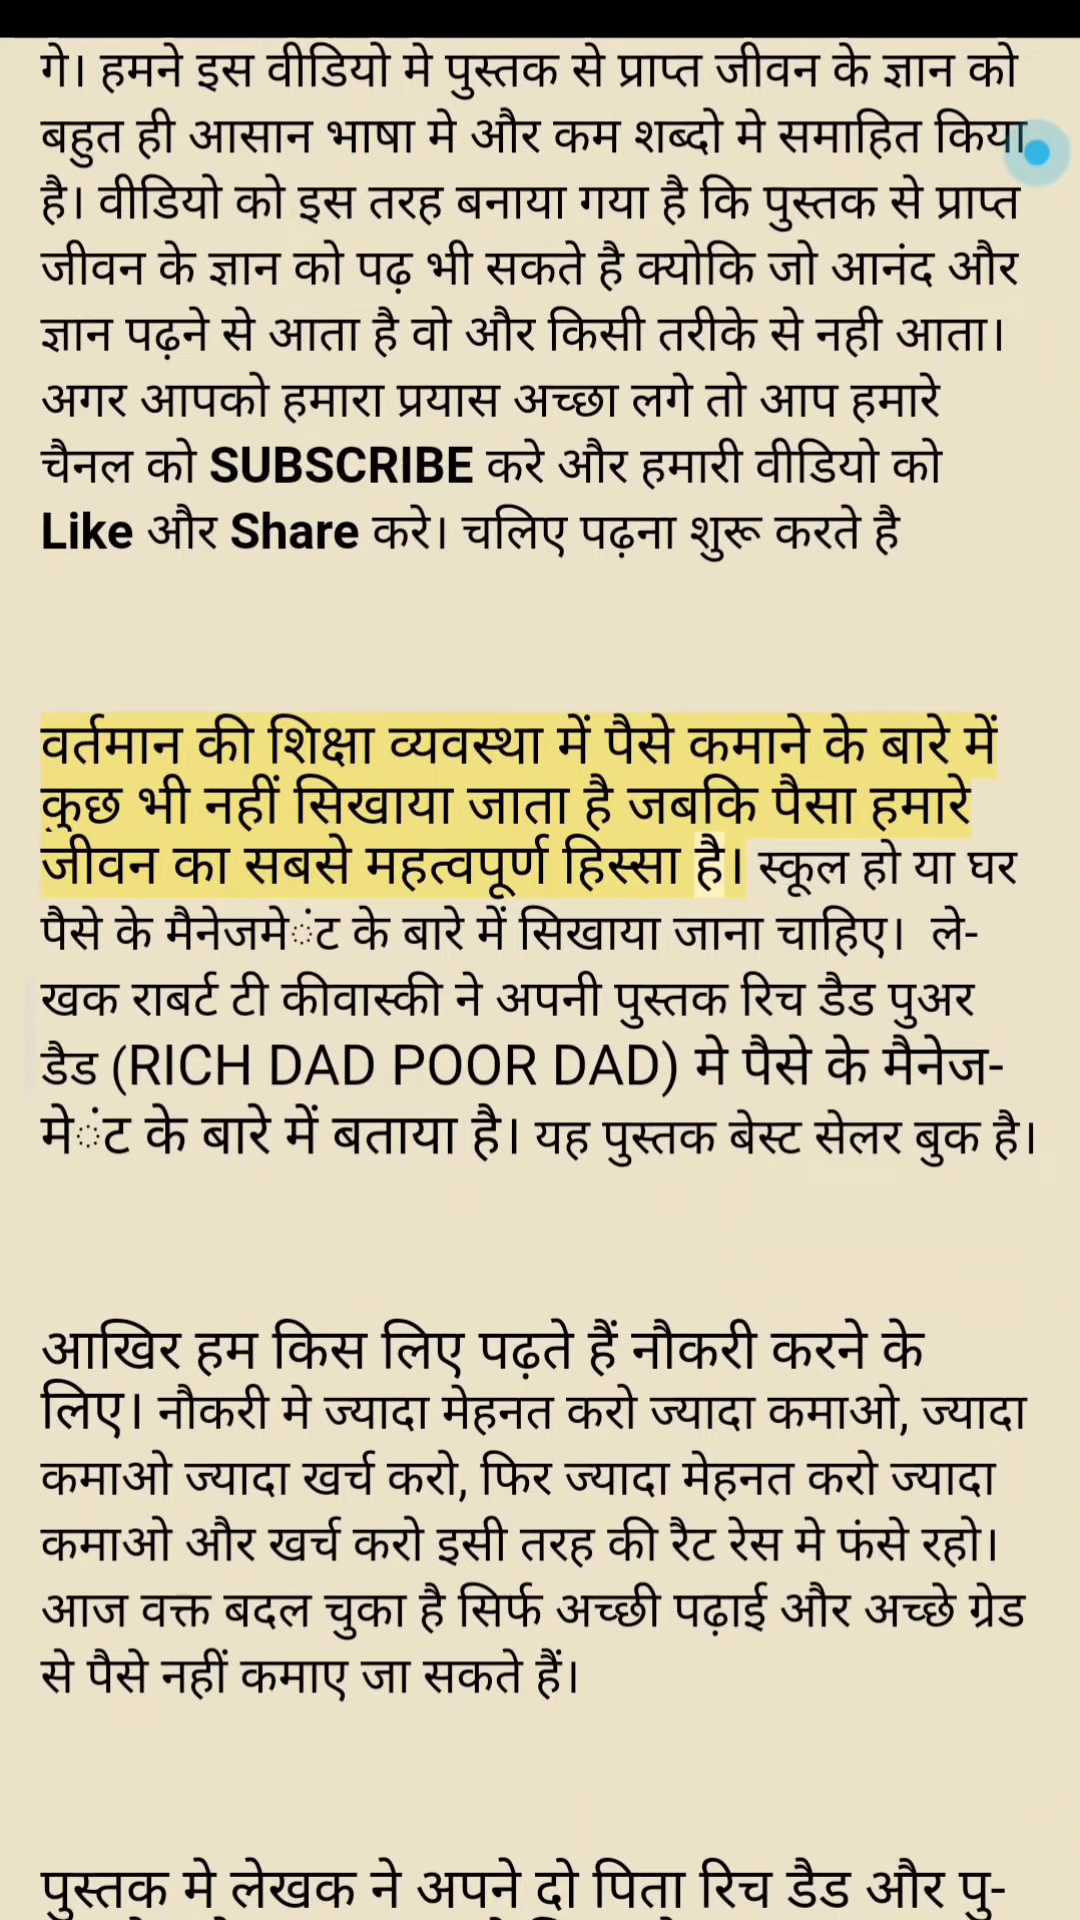 गे। हमने इस वीडियो मे पुस्तक से प्राप्त जीवन के ज्ञान को
बहुत ही आसान भाषा मे और कम शब्दो मे समाहित किया
है। वीडियो को इस तरह बनाया गया है कि पुस्तक से प्राप्त
जीवन के ज्ञान को पढ़ भी सकते है क्योकि जो आनंद और
ज्ञान पढ़ने से आता है वो और किसी तरीके से नही आता।
अगर आपको हमारा प्रयास अच्छा लगे तो आप हमारे
चैनल को SUBSCRIBE करे और हमारी वीडियो को
Like और Share करे। चलिए पढ़ना शुरू करते है
वर्तमान की शिक्षा व्यवस्था में पैसे कमाने के बारे में
कुछ भी नहीं सिखाया जाता है जबकि पैसा हमारे
जीवन का सबसे महत्वपूर्ण हिस्सा है। स्कूल हो या घर
पैसे के मैनेजमेंट के बारे में सिखाया जाना चाहिए। ले-
खक राबर्ट टी कीवास्की ने अपनी पुस्तक रिच डैड पुअर
डैड (RICH DAD POOR DAD) मे पैसे के मैनेज-
मेंट के बारे में बताया है। यह पुस्तक बेस्ट सेलर बुक है।
आखिर हम किस लिए पढ़ते हैं नौकरी करने के
लिए। नौकरी मे ज्यादा मेहनत करो ज्यादा कमाओ, ज्यादा
कमाओ ज्यादा खर्च करो, फिर ज्यादा मेहनत करो ज्यादा
कमाओ और खर्च करो इसी तरह की रैट रेस मे फंसे रहो।
आज वक्त बदल चुका है सिर्फ अच्छी पढ़ाई और अच्छे ग्रेड
से पैसे नहीं कमाए जा सकते हैं।
पुस्तक मे लेखक ने अपने दो पिता रिच डैड और पु-